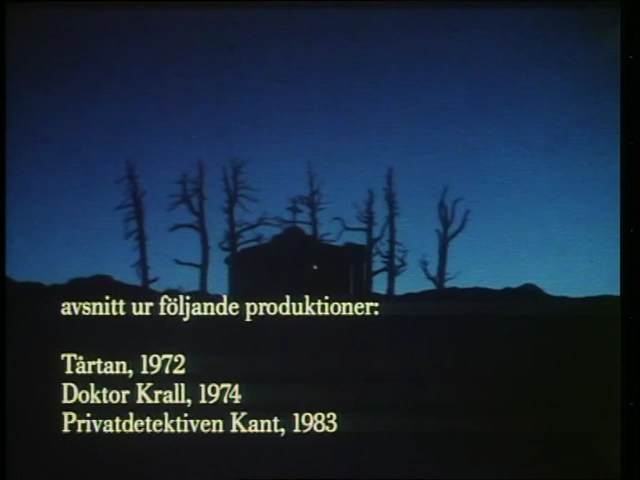 avsnitt ur följande produktioner:
Tårtan, 1972
Doktor Krall, 1974
Privatdetektiven Kant, 1983